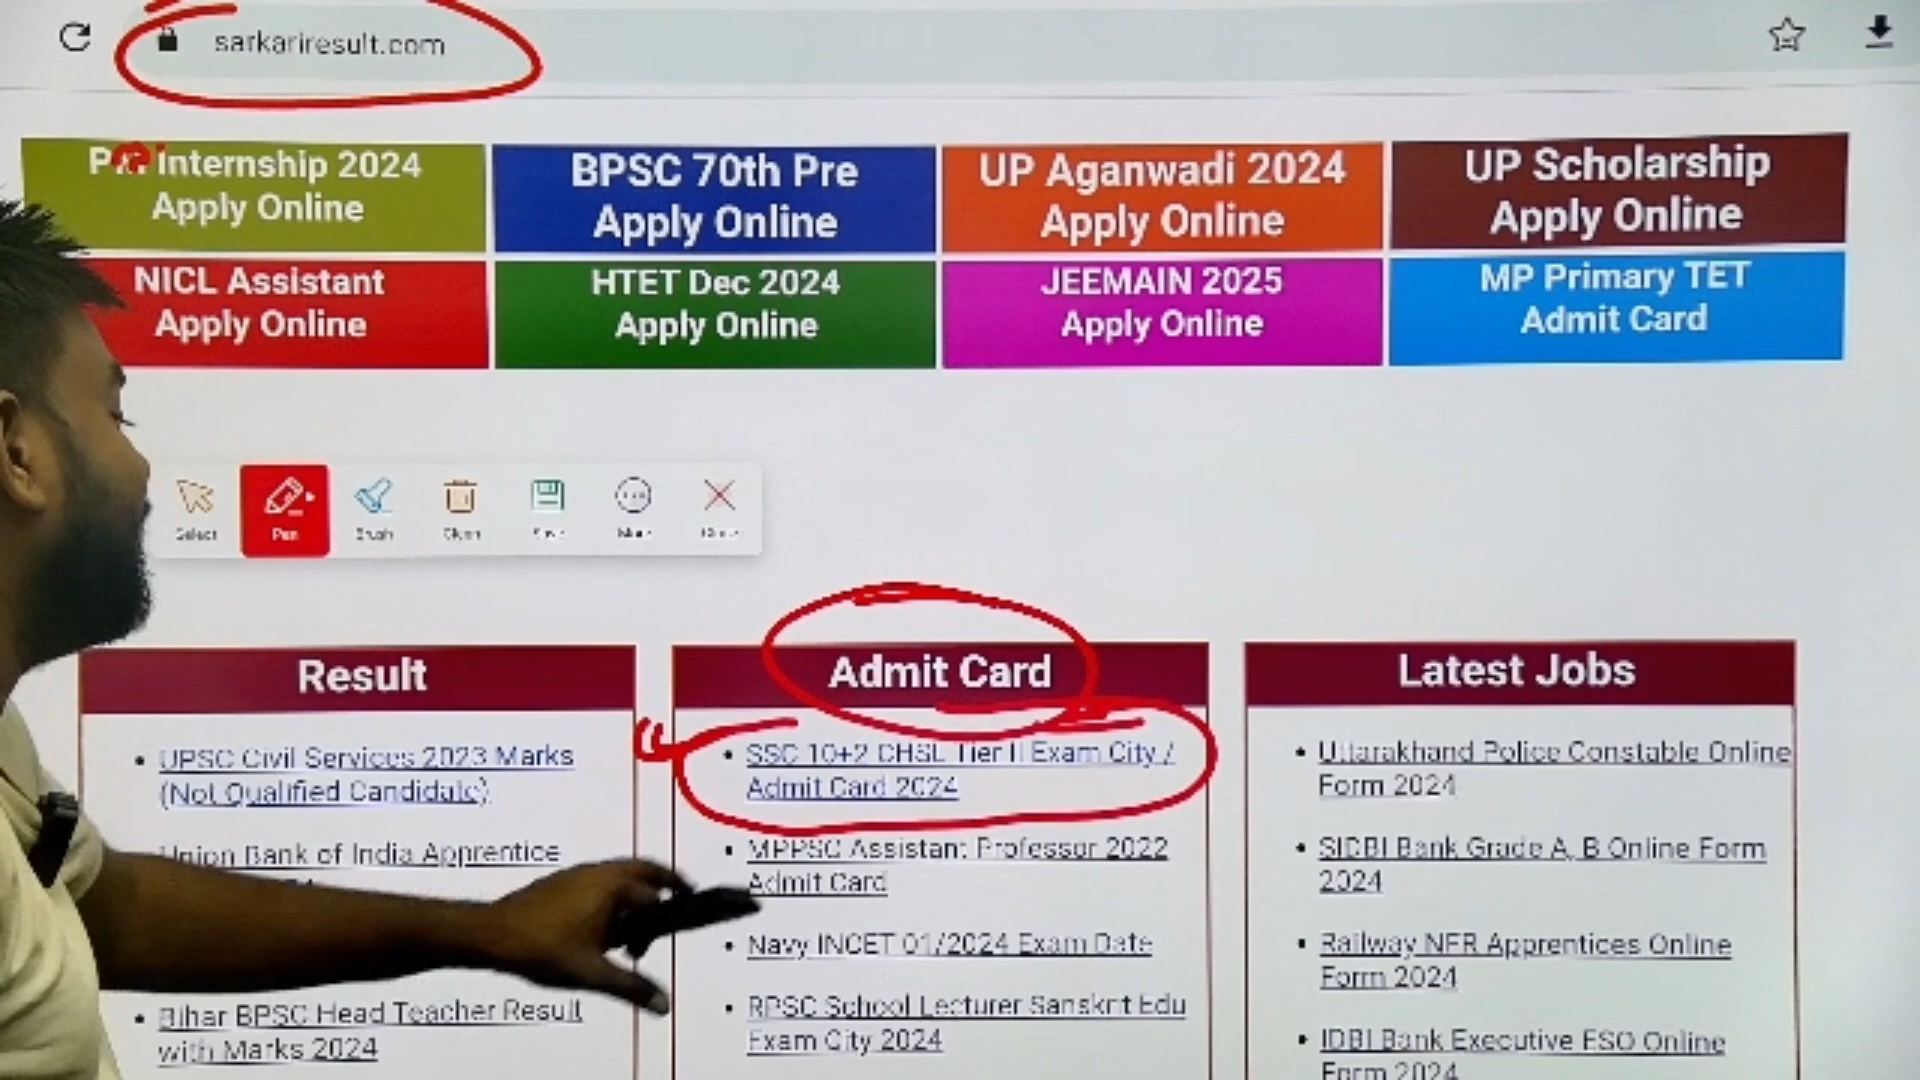 sarkariresult.com
Internship 2024
Apply Online
BPSC 70th Pre
Apply Online
UP Aganwadi 2024
Apply Online
UP Scholarship
Apply Online
NICL Assistant
Apply Online
HTET Dec 2024
Apply Online
JEEMAIN 2025
Apply Online
MP Primary TET
Admit Card
Select
Pen
Brush
Clean
Save
More
Close
Result
UPSC Civil Services 2023 Marks
(Not Qualified Candidate)
Union Bank of India Apprentice
Bihar BPSC Head Teacher Result
with Marks 2024
Admit Card
SSC 10+2 CHSL Tier II Exam City /
Admit Card 2024
MPPSC Assistant Professor 2022
Admit Card
Navy INCET 01/2024 Exam Date
RPSC School Lecturer Sanskrit Edu
Exam City 2024
Latest Jobs
Uttarakhand Police Constable Online
Form 2024
SIDBI Bank Grade A, B Online Form
2024
Railway NFR Apprentices Online
Form 2024
IDBI Bank Executive ESO Online
Form 2024